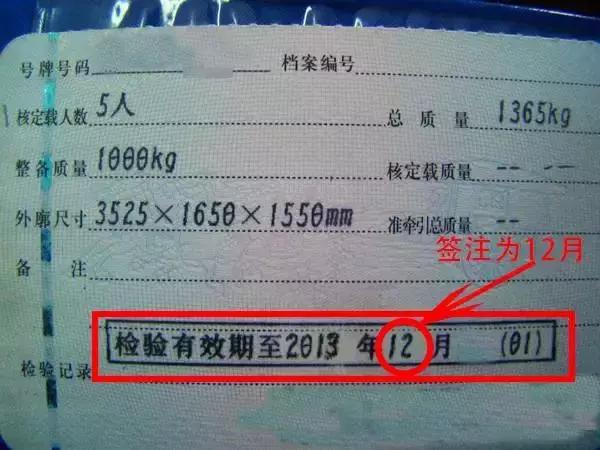 号牌号码 档案编号
核定载人数 5人 总质量 1365kg
整备质量 1000kg 核定载质量 -- --
外廓尺寸 3525×1650×1550mm 准牵引总质量 --
签注为12月
备注
检验有效期至2013年12月 (01)
检验记录